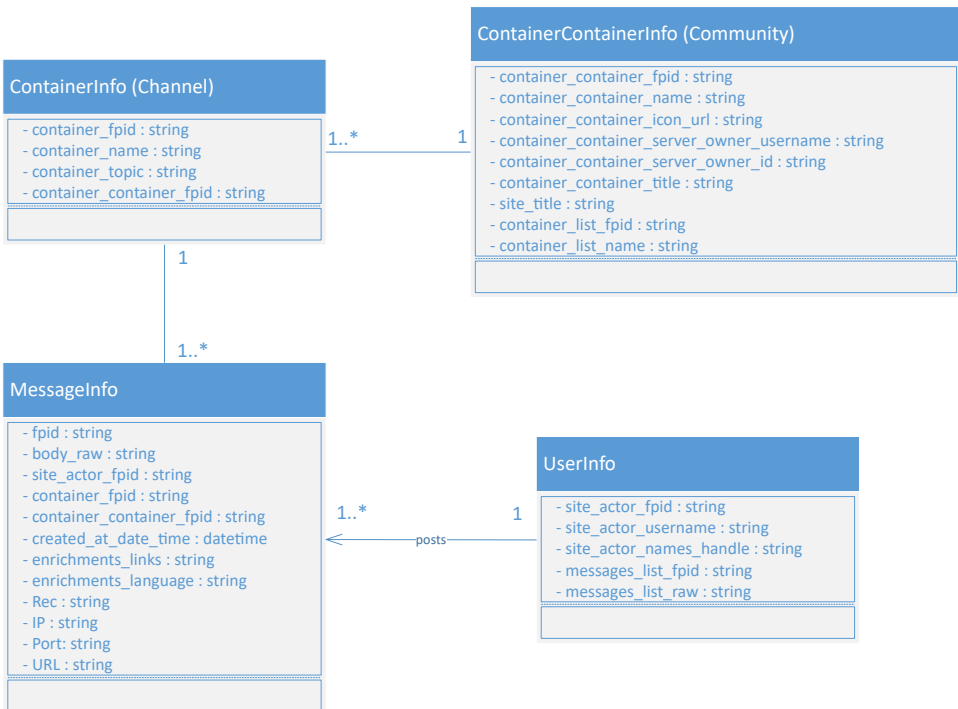 ContainerContainerInfo (Community)
- container_container_fpid : string
- container_container_name : string
- container_container_icon_url : string
- container_container_server_owner_username : string
- container_container_server_owner_id : string
- container_container_title : string
- site_title : string
- container_list_fpid : string
- container_list_name : string
ContainerInfo (Channel)
- container_fpid : string
- container_name : string
- container_topic : string
- container_container_fpid : string
1..*
1
1
1..*
MessageInfo
- fpid : string
- body_raw : string
- site_actor_fpid : string
- container_fpid : string
- container_container_fpid : string
- created_at_date_time : datetime
- enrichments_links : string
- enrichments_language : string
- Rec : string
- IP : string
- Port: string
- URL : string
1..*
1
posts
UserInfo
- site_actor_fpid : string
- site_actor_username : string
- site_actor_names_handle : string
- messages_list_fpid : string
- messages_list_raw : string